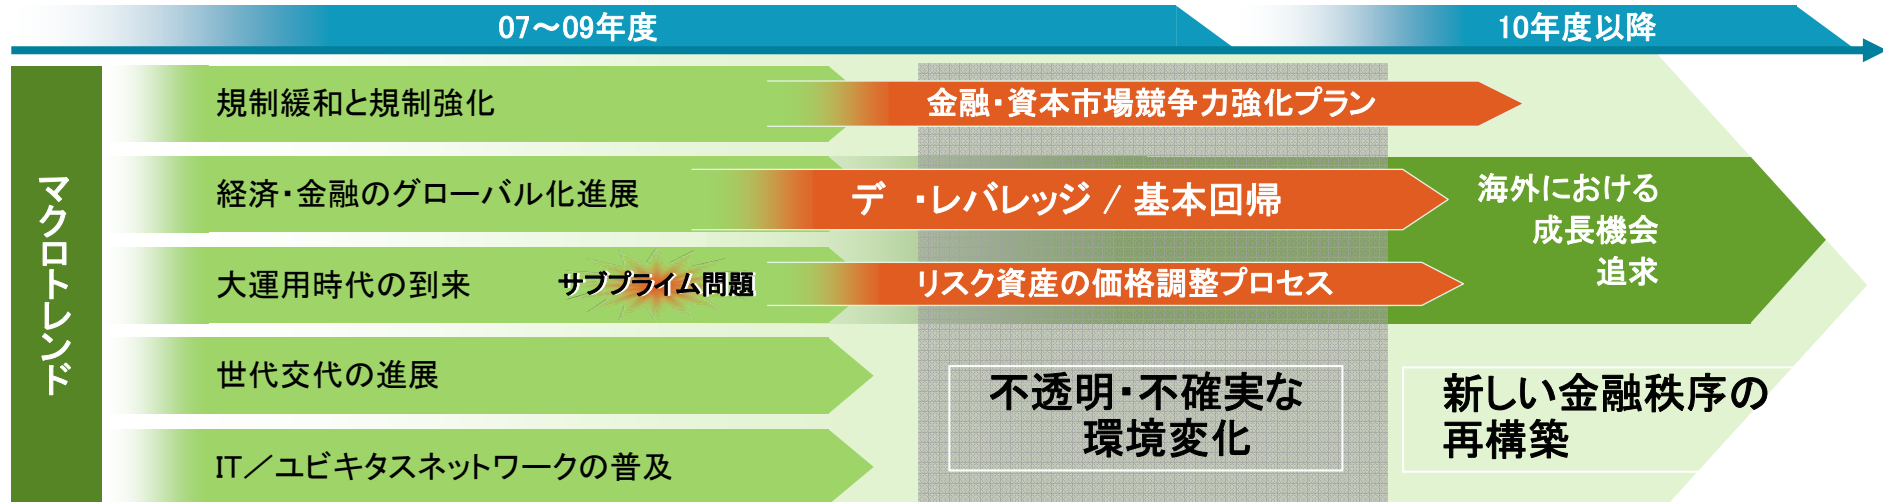 07～09年度
10年度以降
マクロトレンド
規制緩和と規制強化
金融・資本市場競争力強化プラン
経済・金融のグローバル化進展
デ ・レバレッジ / 基本回帰
海外における
成長機会
追求
大運用時代の到来
サブプライム問題
リスク資産の価格調整プロセス
世代交代の進展
不透明・不確実な
環境変化
新しい金融秩序の
再構築
IT／ユビキタスネットワークの普及